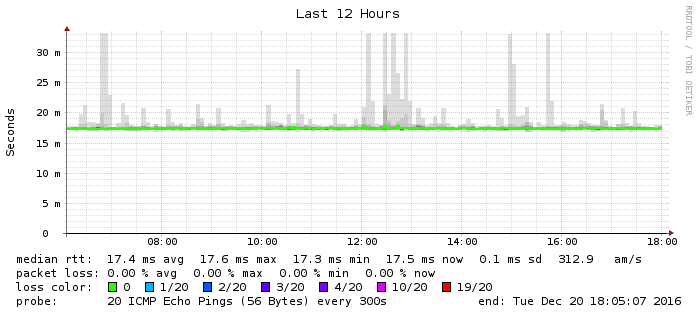 Last 12 Hours
RRDTOOL / TOBI OETIKER
Seconds
30 m
25 m
20 m
15 m
10 m
5 m
0
08:00 10:00 12:00 14:00 16:00 18:00
median rtt: 17.4 ms avg 17.6 ms max 17.3 ms min 17.5 ms now 0.1 ms sd 312.9 am/s
packet loss: 0.00 % avg 0.00 % max 0.00 % min 0.00 % now
loss color: 0 1/20 2/20 3/20 4/20 10/20 19/20
probe: 20 ICMP Echo Pings (56 Bytes) every 300s end: Tue Dec 20 18:05:07 2016